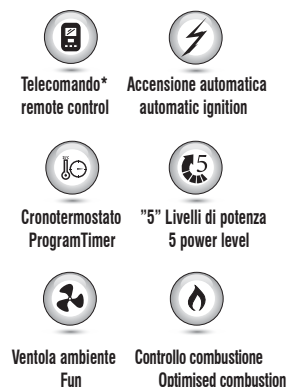 Telecomando* Accensione automatica
remote control automatic ignition
5
Cronotermostato "5" Livelli di potenza
ProgramTimer 5 power level
Ventola ambiente Controllo combustione
Fun Optimised combustion